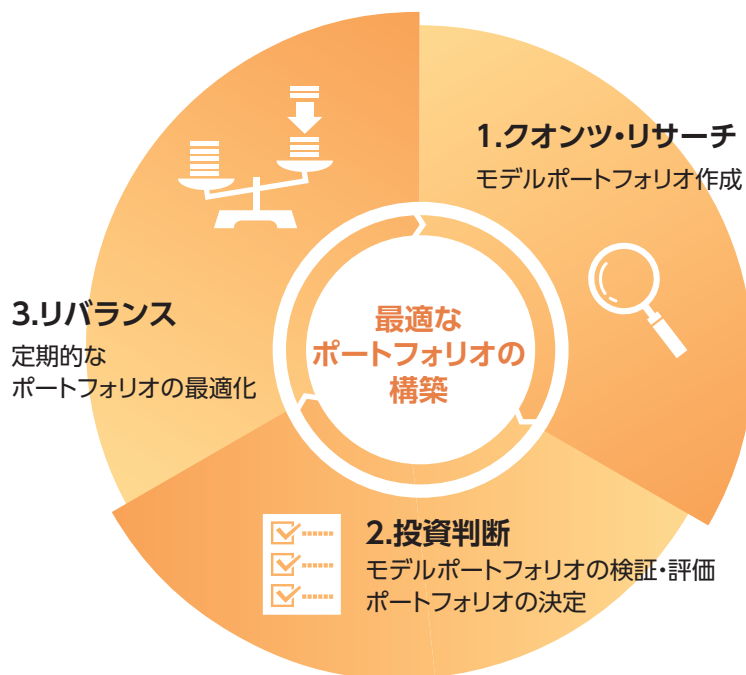 1.クオンツ・リサーチ
モデルポートフォリオ作成
最適な
ポートフォリオの
構築
2.投資判断
モデルポートフォリオの検証・評価
ポートフォリオの決定
3.リバランス
定期的な
ポートフォリオの最適化